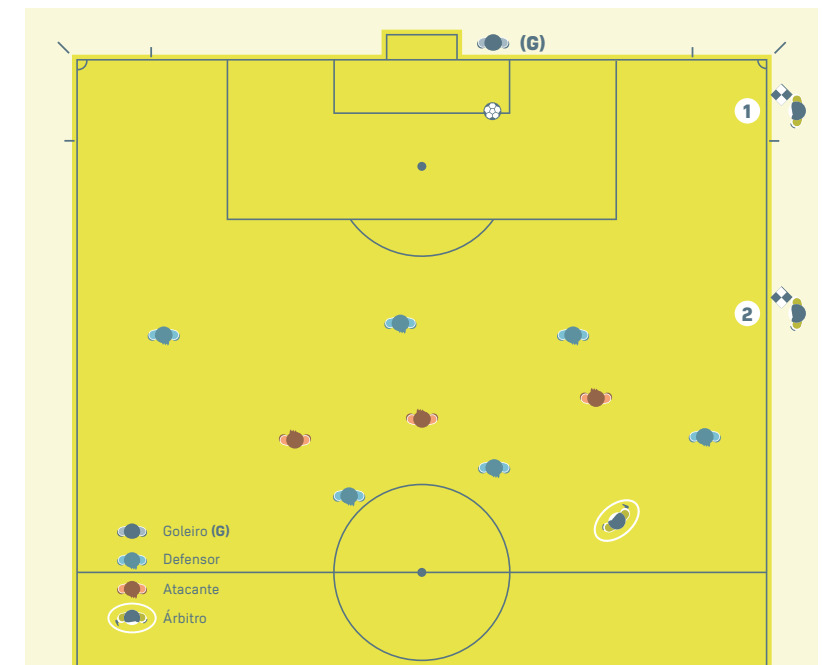 (G)
1
2
Goleiro (G)
Defensor
Atacante
Árbitro